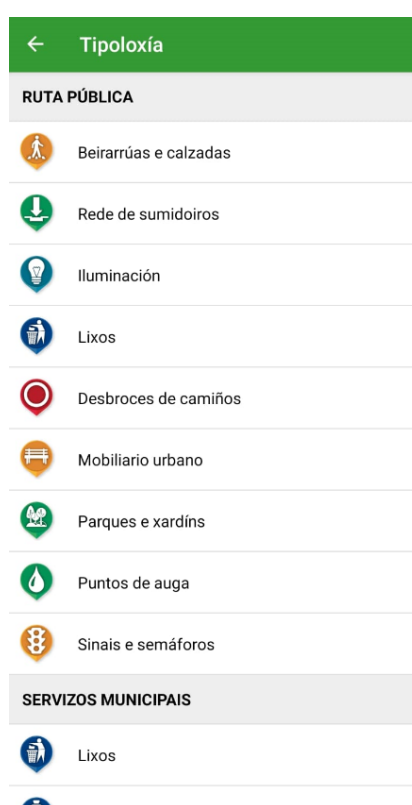 Tipoloxía
RUTA PÚBLICA
Beirarrúas e calzadas
Rede de sumidoiros
Iluminación
Lixos
Desbroces de camiños
Mobiliario urbano
Parques e xardíns
Puntos de auga
Sinais e semáforos
SERVIZOS MUNICIPAIS
Lixos